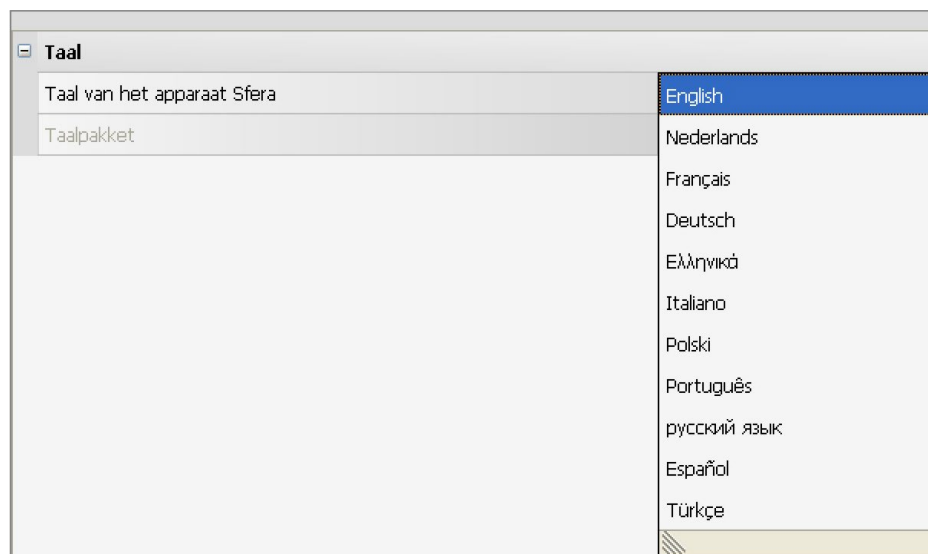 Taal
Taal van het apparaat Sfera
English
Taalpakket
Nederlands
Français
Deutsch
Ελληνικά
Italiano
Polski
Português
русский язык
Español
Türkçe